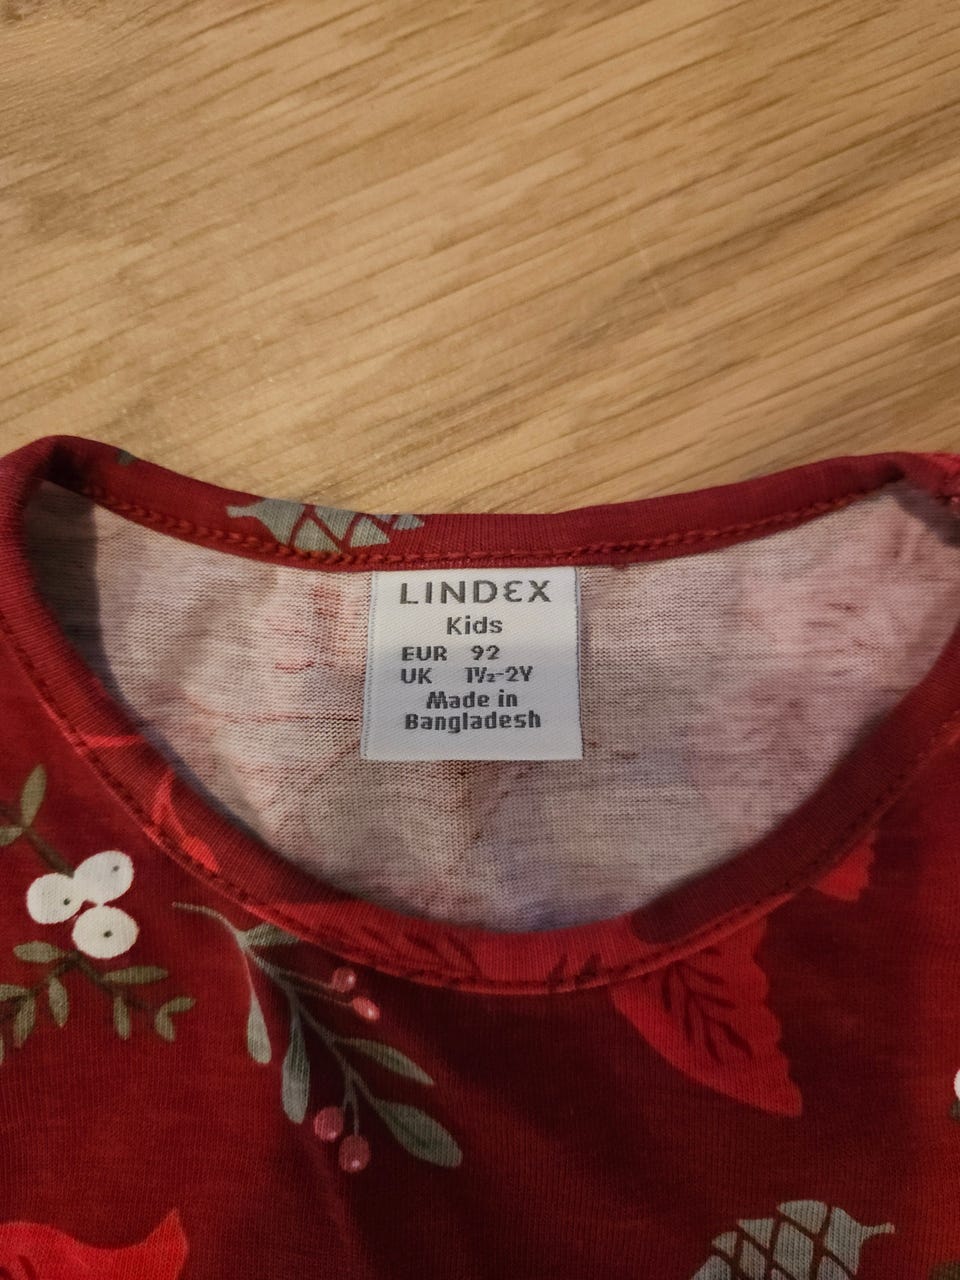 LINDEX
Kids
EUR 92
UK 1½-2Y
Made in
Bangladesh